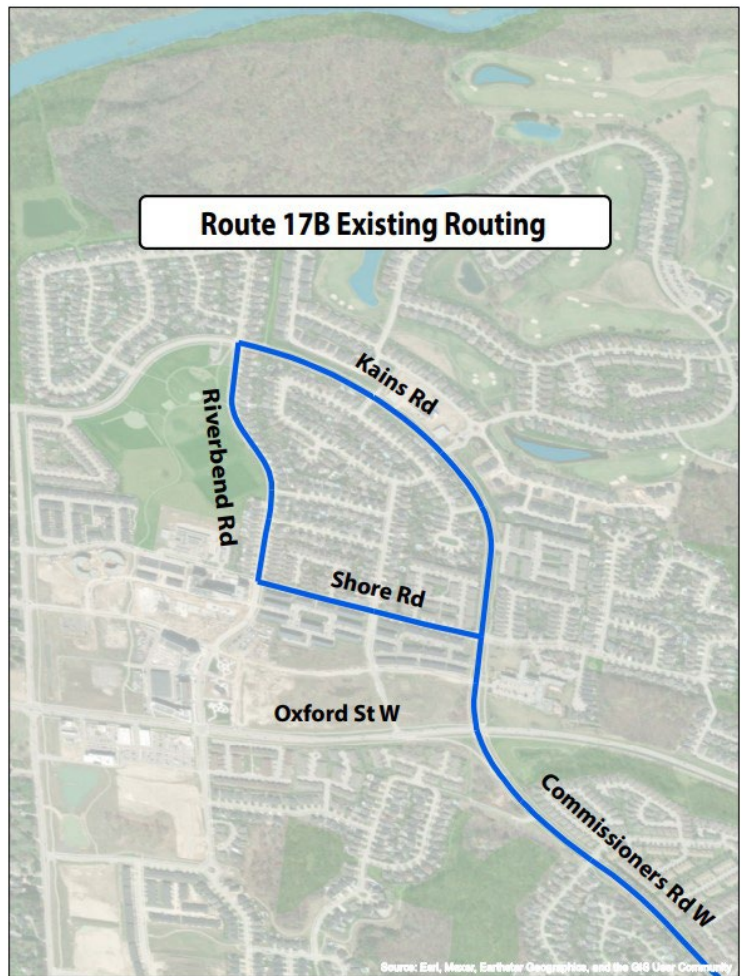 Route 17B Existing Routing
Kains Rd
Riverbend Rd
Shore Rd
Oxford St W
Commissioners Rd W
Source: Esri, Maxar, Earthstar Geographics, and the GIS User Community